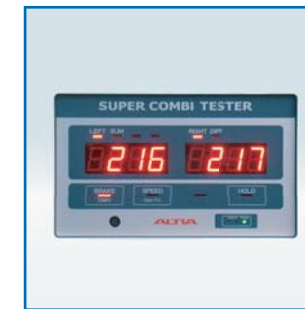 SUPER COMBI TESTER
LEFT SUM RIGHT DIFF
216 217
BRAKE SPEED HOLD
ALTIA